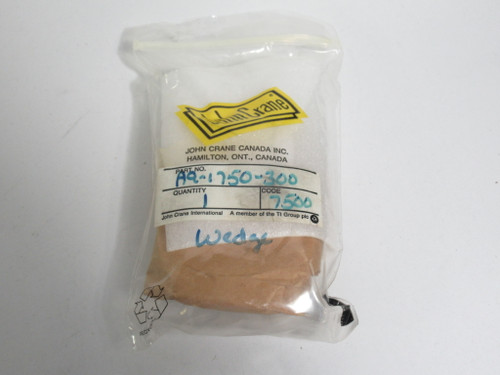 John Crane
JOHN CRANE CANADA INC.
HAMILTON, ONT., CANADA
PART NO.
A9-1750-300
QUANTITY CODE
1 7500
John Crane International A member of the TI Group plc
Wedge